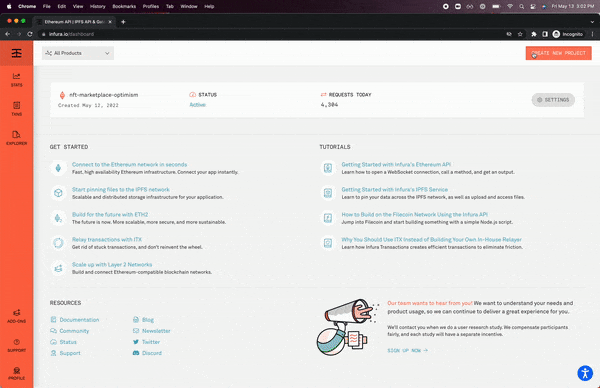 Chrome File Edit View History Bookmarks Profiles Tab Window Help
Fri May 13 2:02 PM
Ethereum API | IPFS API & Gat
infura.io/dashboard
Incognito
All Products
CREATE NEW PROJECT
STATS
TASK
EXPLORER
nft-marketplace-optimism
Created May 12, 2022
STATUS
Active
REQUESTS TODAY
4,304
SETTINGS
GET STARTED
Connect to the Ethereum network in seconds
Fast, high availability Ethereum infrastructure. Connect your app instantly.
Start pinning files to the IPFS network
Scalable and distributed storage infrastructure for your application.
Build for the future with ETH2
The future is now. More scalable, more secure, and more sustainable.
Relay transactions with ITX
Get rid of stuck transactions, and don't reinvent the wheel.
Scale up with Layer 2 Networks
Build and connect Ethereum-compatible blockchain networks.
TUTORIALS
Getting Started with Infura's Ethereum API
Learn how to open a WebSocket connection, call a method, and get an output.
Getting Started with Infura's IPFS Service
Learn to pin your data across the IPFS network, as well as upload and access files.
How to Build on the Filecoin Network Using the Infura API
Jump into Filecoin and start building something with a simple Node.js script.
Why You Should Use ITX Instead of Building Your Own In-House Relayer
Learn how Infura Transactions creates efficient transactions to eliminate friction.
RESOURCES
Documentation
Community
Status
Support
Blog
Newsletter
Twitter
Discord
Our team wants to hear from you! We want to understand your needs and
product usage, so we can continue to deliver a great experience for you.
We'll contact you when we do a user research study. We compensate participants
fairly, and each study will have a separate incentive.
SIGN UP NOW →
ADD-ONS
SUPPORT
PROFILE